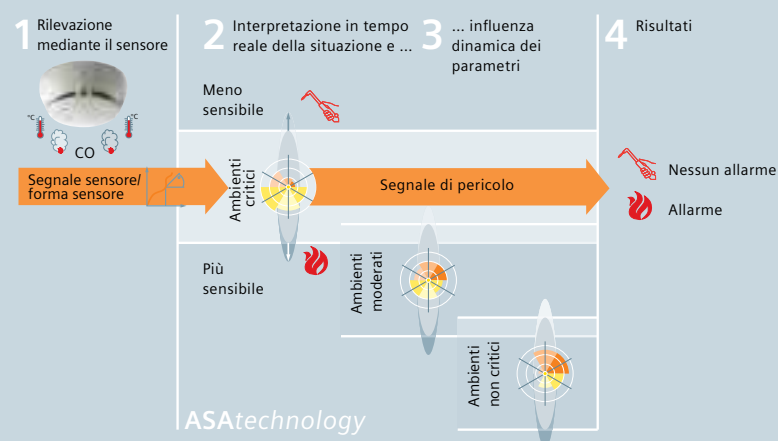 1 Rilevazione
mediante il sensore
2 Interpretazione in tempo
reale della situazione e ...
3 ... influenza
dinamica dei
parametri
4 Risultati
Meno
sensibile
°C
°C
CO
Segnale sensore/
forma sensore
Ambienti
critici
Segnale di pericolo
Nessun allarme
Allarme
Più
sensibile
Ambienti
moderati
Ambienti
non critici
ASAtechnology